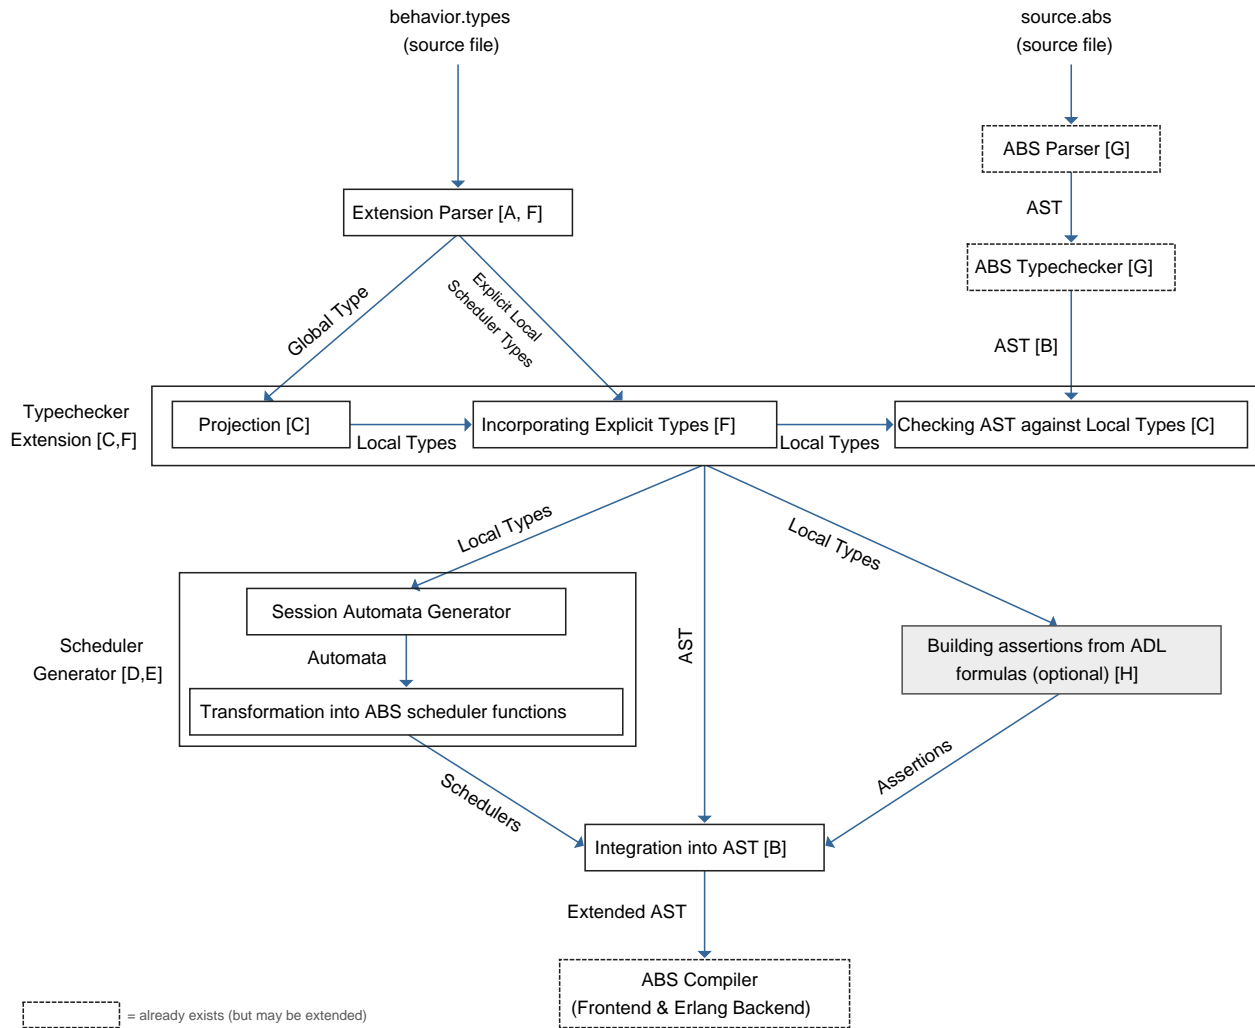 behavior.types
(source file)
source.abs
(source file)
ABS Parser [G]
Extension Parser [A, F]
AST
ABS Typechecker [G]
Global Type
Explicit Local
Scheduler Types
AST [B]
Typechecker
Extension [C,F]
Projection [C]
Local Types
Incorporating Explicit Types [F]
Local Types
Checking AST against Local Types [C]
Local Types
Local Types
Scheduler
Generator [D,E]
Session Automata Generator
Automata
Transformation into ABS scheduler functions
AST
Building assertions from ADL
formulas (optional) [H]
Schedulers
Assertions
Integration into AST [B]
Extended AST
ABS Compiler
(Frontend & Erlang Backend)
= already exists (but may be extended)